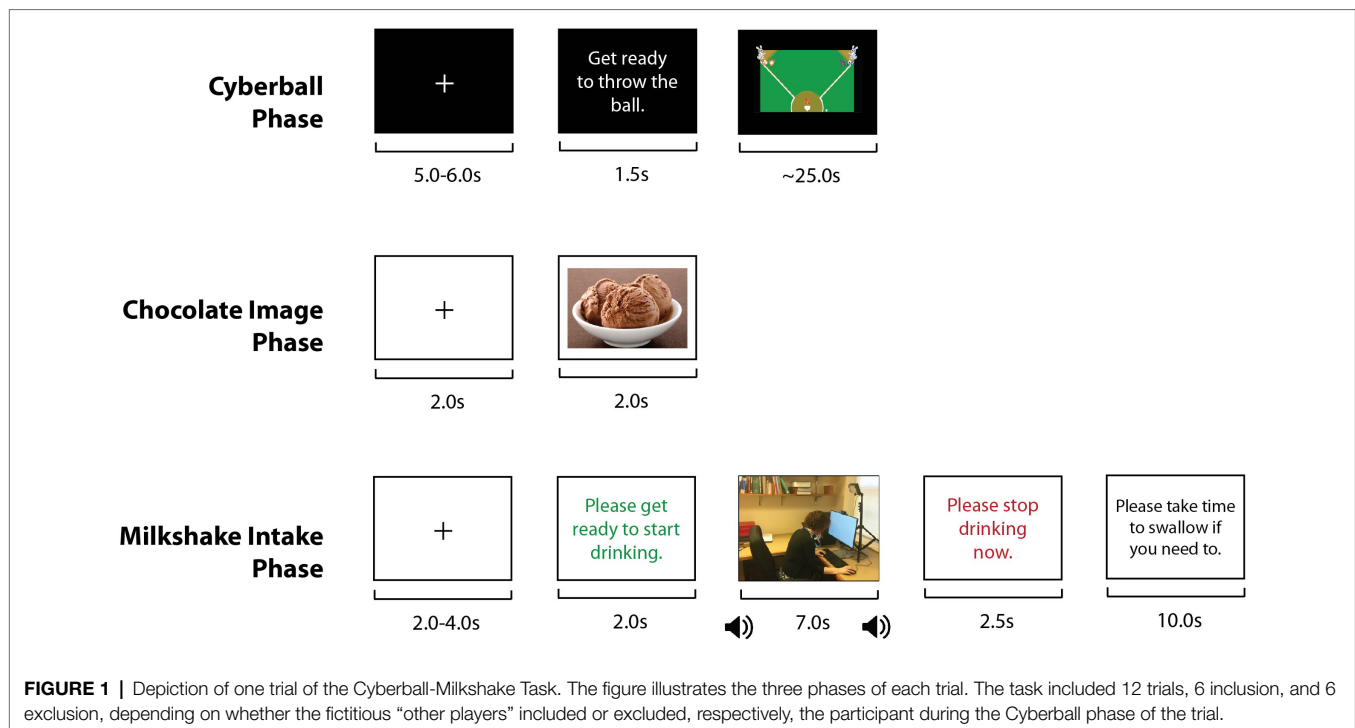 Cyberball
Phase
Get ready
to throw the
ball.
5.0-6.0s
1.5s
~25.0s
Chocolate Image
Phase
2.0s
2.0s
Milkshake Intake
Phase
Please get
ready to start
drinking.
Please stop
drinking
now.
Please take time
to swallow if
you need to.
2.0-4.0s
2.0s
7.0s
2.5s
10.0s
FIGURE 1 | Depiction of one trial of the Cyberball-Milkshake Task. The figure illustrates the three phases of each trial. The task included 12 trials, 6 inclusion, and 6
exclusion, depending on whether the fictitious “other players” included or excluded, respectively, the participant during the Cyberball phase of the trial.